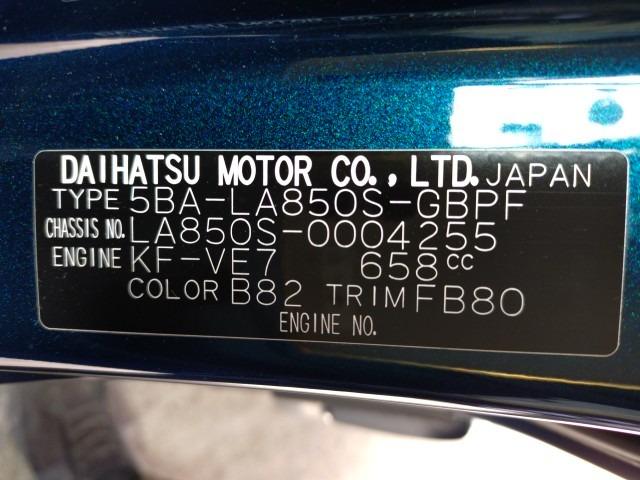 DAIHATSU MOTOR CO., LTD. JAPAN
TYPE 5BA-LA850S-GBPF
CHASSIS NO. LA850S-0004255
ENGINE KF-VE7 658cc
COLOR B82 TRIM FB80
ENGINE NO.